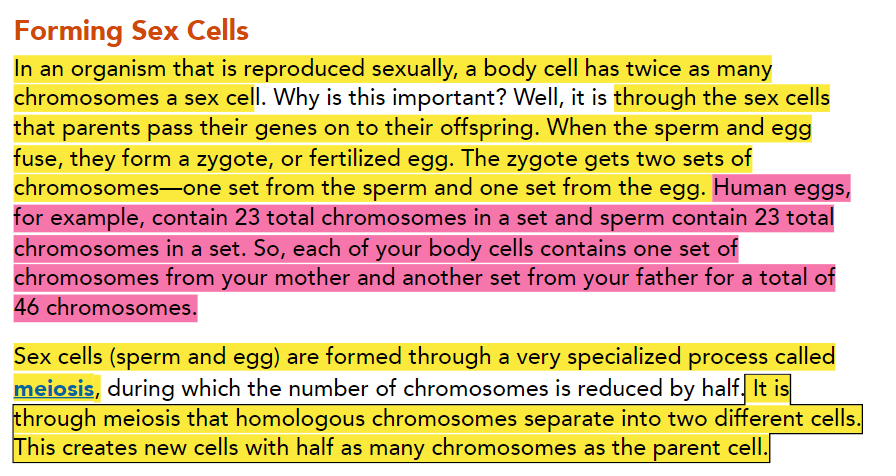 Forming Sex Cells
In an organism that is reproduced sexually, a body cell has twice as many
chromosomes a sex cell. Why is this important? Well, it is through the sex cells
that parents pass their genes on to their offspring. When the sperm and egg
fuse, they form a zygote, or fertilized egg. The zygote gets two sets of
chromosomes—one set from the sperm and one set from the egg. Human eggs,
for example, contain 23 total chromosomes in a set and sperm contain 23 total
chromosomes in a set. So, each of your body cells contains one set of
chromosomes from your mother and another set from your father for a total of
46 chromosomes.
Sex cells (sperm and egg) are formed through a very specialized process called
meiosis, during which the number of chromosomes is reduced by half. It is
through meiosis that homologous chromosomes separate into two different cells.
This creates new cells with half as many chromosomes as the parent cell.